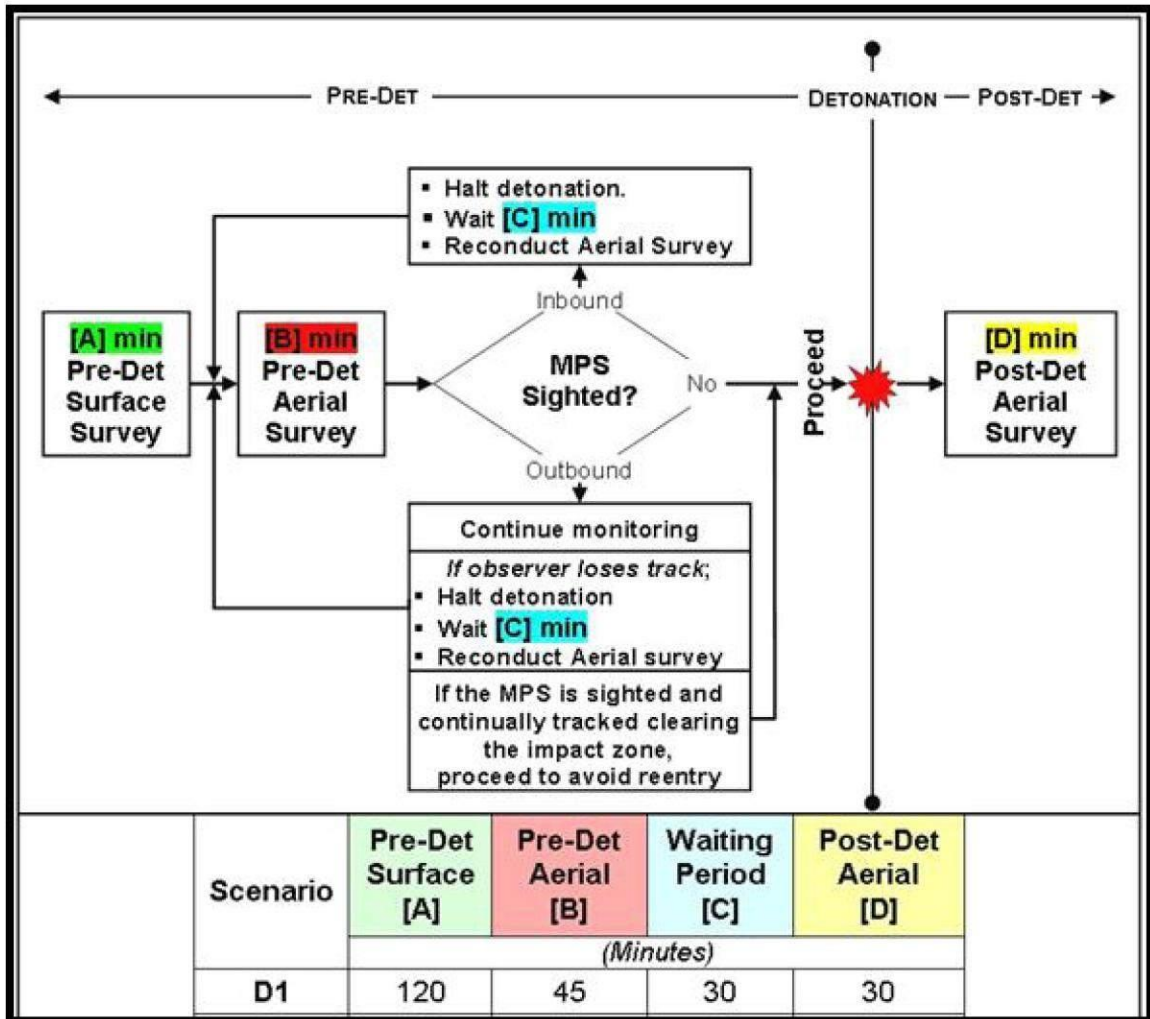 PRE-DET
DETONATION
POST-DET
▪ Halt detonation.
▪ Wait [C] min
▪ Reconduct Aerial Survey
Inbound
[A] min
Pre-Det
Surface
Survey
[B] min
Pre-Det
Aerial
Survey
MPS
Sighted?
No
Proceed
[D] min
Post-Det
Aerial
Survey
Outbound
Continue monitoring
If observer loses track;
▪ Halt detonation
▪ Wait [C] min
▪ Reconduct Aerial survey
If the MPS is sighted and
continually tracked clearing
the impact zone,
proceed to avoid reentry
Scenario
Pre-Det
Surface
[A]
Pre-Det
Aerial
[B]
Waiting
Period
[C]
Post-Det
Aerial
[D]
(Minutes)
D1 120 45 30 30